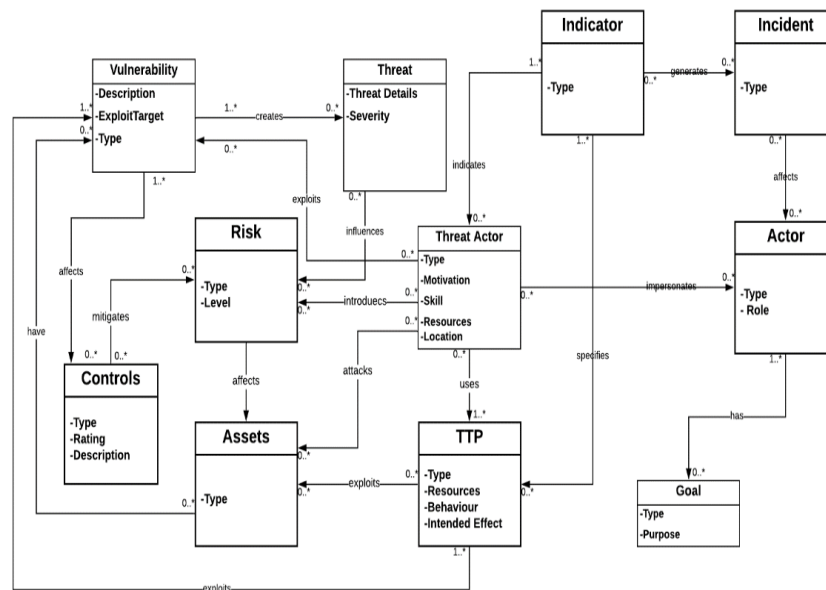 Indicator
-Type
Incident
-Type
Vulnerability
-Description
-ExploitTarget
-Type
Threat
-Threat Details
-Severity
1..*
0..*
generates
0..*
1..*
0..*
1..*
creates
0..*
0..*
1..*
0..*
0..*
1..*
indicates
affects
exploits
influences
0..*
0..*
Risk
-Type
-Level
Threat Actor
-Type
-Motivation
-Skill
-Resources
-Location
Actor
-Type
- Role
affects
mitigates
0..*
0..*
0..*
0..*
0..*
introduecs
0..*
0..*
0..*
impersonates
0..*
have
0..*
0..*
affects
attacks
0..*
uses
1..*
specifies
1..*
has
0..*
Controls
-Type
-Rating
-Description
Assets
-Type
0..*
0..*
0..*
exploits
0..*
TTP
-Type
-Resources
-Behaviour
-Intended Effect
0..*
1..*
Goal
-Type
-Purpose
exploits